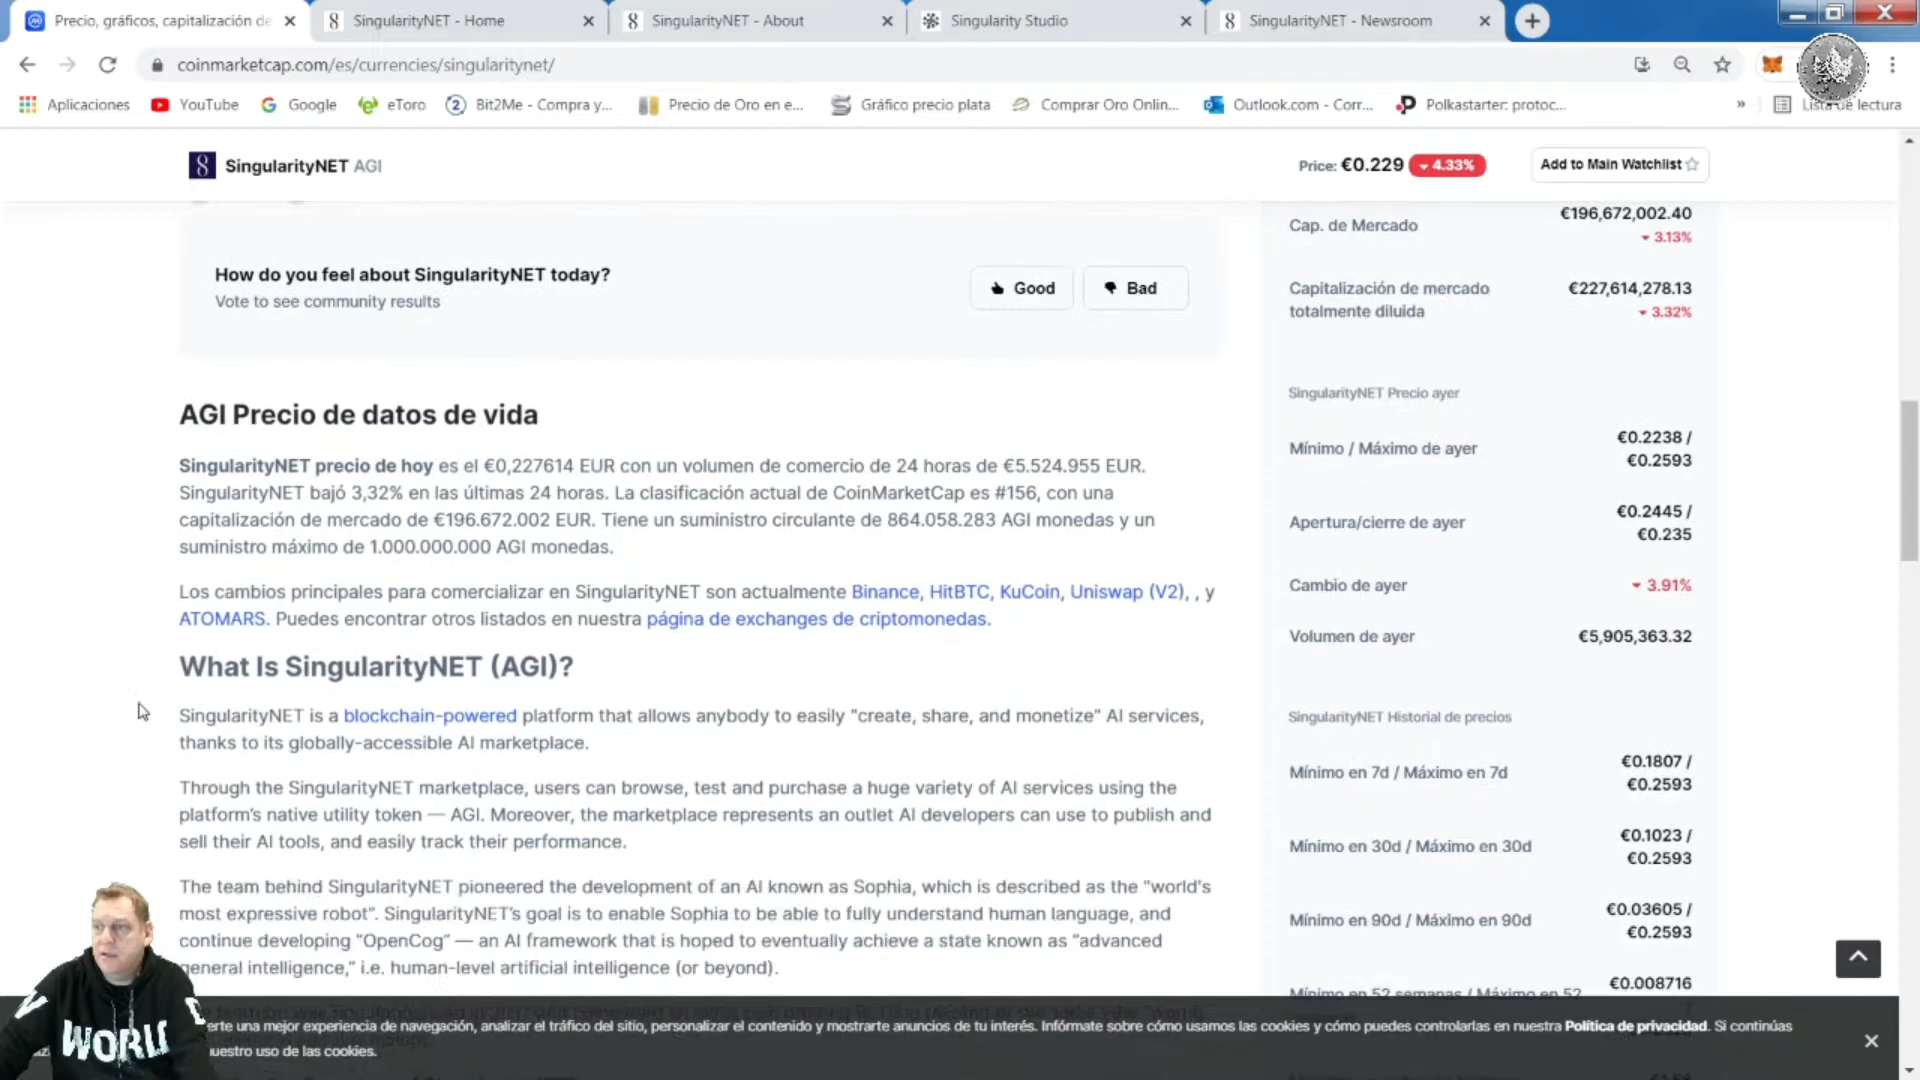 Precio, gráficos, capitalización de
SingularityNET - Home
SingularityNET - About
Singularity Studio
SingularityNET - Newsroom
coinmarketcap.com/es/currencies/singularitynet/
Aplicaciones
YouTube
Google
eToro
Bit2Me - Compra y...
Precio de Oro en e...
Gráfico precio plata
Comprar Oro Onlin...
Outlook.com - Corr...
Polkastarter: protoc...
»
Lista de lectura
SingularityNET AGI
Price: €0.229
4.33%
Add to Main Watchlist
How do you feel about SingularityNET today?
Vote to see community results
Good
Bad
AGI Precio de datos de vida
SingularityNET precio de hoy es el €0,227614 EUR con un volumen de comercio de 24 horas de €5.524.955 EUR.
SingularityNET bajó 3,32% en las últimas 24 horas. La clasificación actual de CoinMarketCap es #156, con una
capitalización de mercado de €196.672.002 EUR. Tiene un suministro circulante de 864.058.283 AGI monedas y un
suministro máximo de 1.000.000.000 AGI monedas.
Los cambios principales para comercializar en SingularityNET son actualmente Binance, HitBTC, KuCoin, Uniswap (V2), , y
ATOMARS. Puedes encontrar otros listados en nuestra página de exchanges de criptomonedas.
What Is SingularityNET (AGI)?
SingularityNET is a blockchain-powered platform that allows anybody to easily "create, share, and monetize" AI services,
thanks to its globally-accessible AI marketplace.
Through the SingularityNET marketplace, users can browse, test and purchase a huge variety of AI services using the
platform's native utility token — AGI. Moreover, the marketplace represents an outlet AI developers can use to publish and
sell their AI tools, and easily track their performance.
The team behind SingularityNET pioneered the development of an AI known as Sophia, which is described as the "world's
most expressive robot". SingularityNET's goal is to enable Sophia to be able to fully understand human language, and
continue developing "OpenCog" — an AI framework that is hoped to eventually achieve a state known as "advanced
general intelligence," i.e. human-level artificial intelligence (or beyond).
Cap. de Mercado
€196,672,002.40
3.13%
Capitalización de mercado
totalmente diluida
€227,614,278.13
3.32%
SingularityNET Precio ayer
Mínimo / Máximo de ayer
€0.2238 /
€0.2593
Apertura/cierre de ayer
€0.2445 /
€0.235
Cambio de ayer
3.91%
Volumen de ayer
€5,905,363.32
SingularityNET Historial de precios
Mínimo en 7d / Máximo en 7d
€0.1807 /
€0.2593
Mínimo en 30d / Máximo en 30d
€0.1023 /
€0.2593
Mínimo en 90d / Máximo en 90d
€0.03605 /
€0.2593
Mínimo en 52 semanas / Máximo en 52
€0.008716
erte una mejor experiencia de navegación, analizar el tráfico del sitio, personalizar el contenido y mostrarte anuncios de tu interés. Infórmate sobre cómo usamos las cookies y cómo puedes controlarlas en nuestra Política de privacidad. Si continúas
uestro uso de las cookies.
WORLD